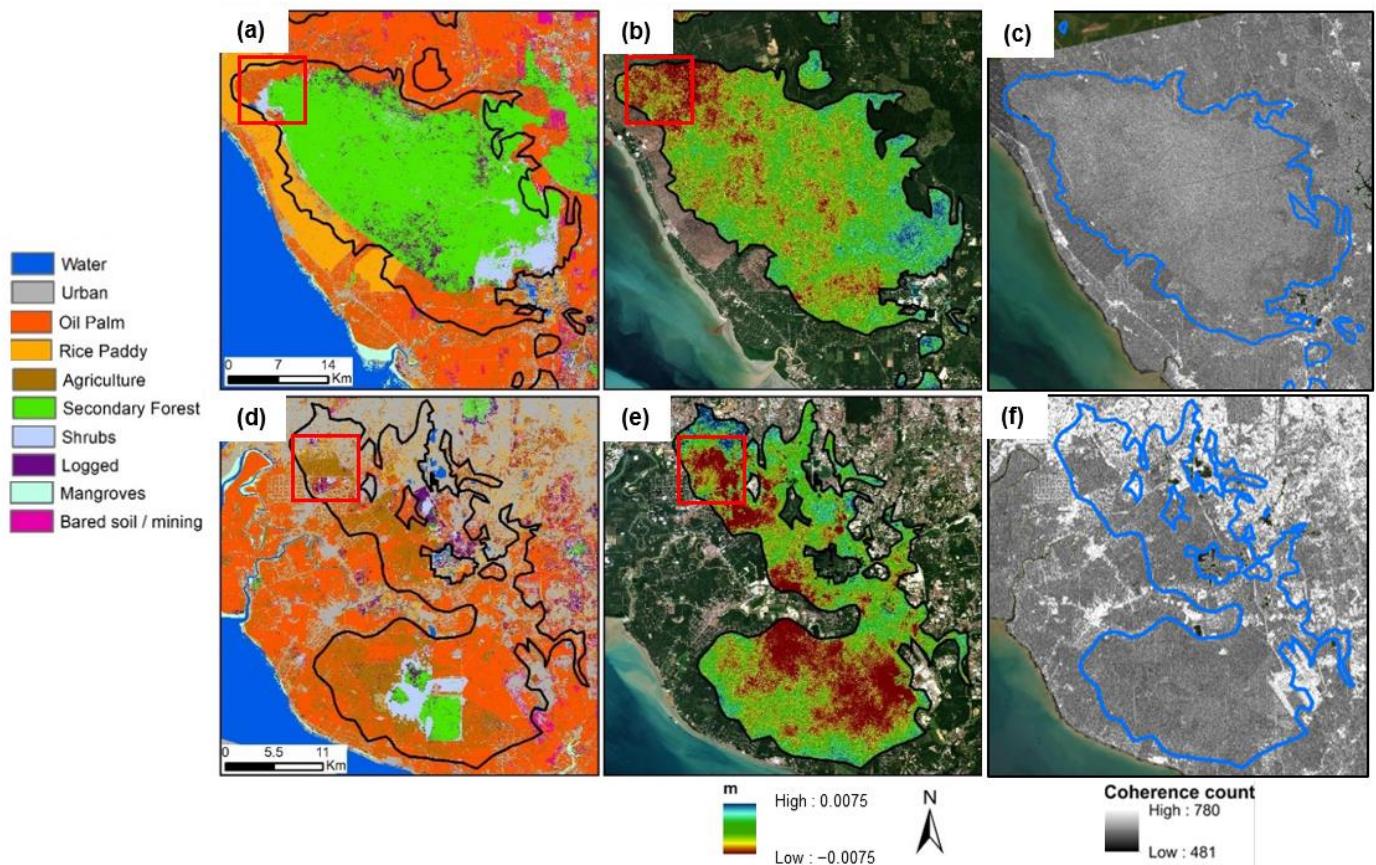 (a)
(b)
(c)
Water
Urban
Oil Palm
Rice Paddy
Agriculture
Secondary Forest
Shrubs
Logged
Mangroves
Bared soil / mining
0 7 14
Km
(d)
(e)
(f)
0 5.5 11
Km
m
High : 0.0075
Low : −0.0075
N
Coherence count
High : 780
Low : 481